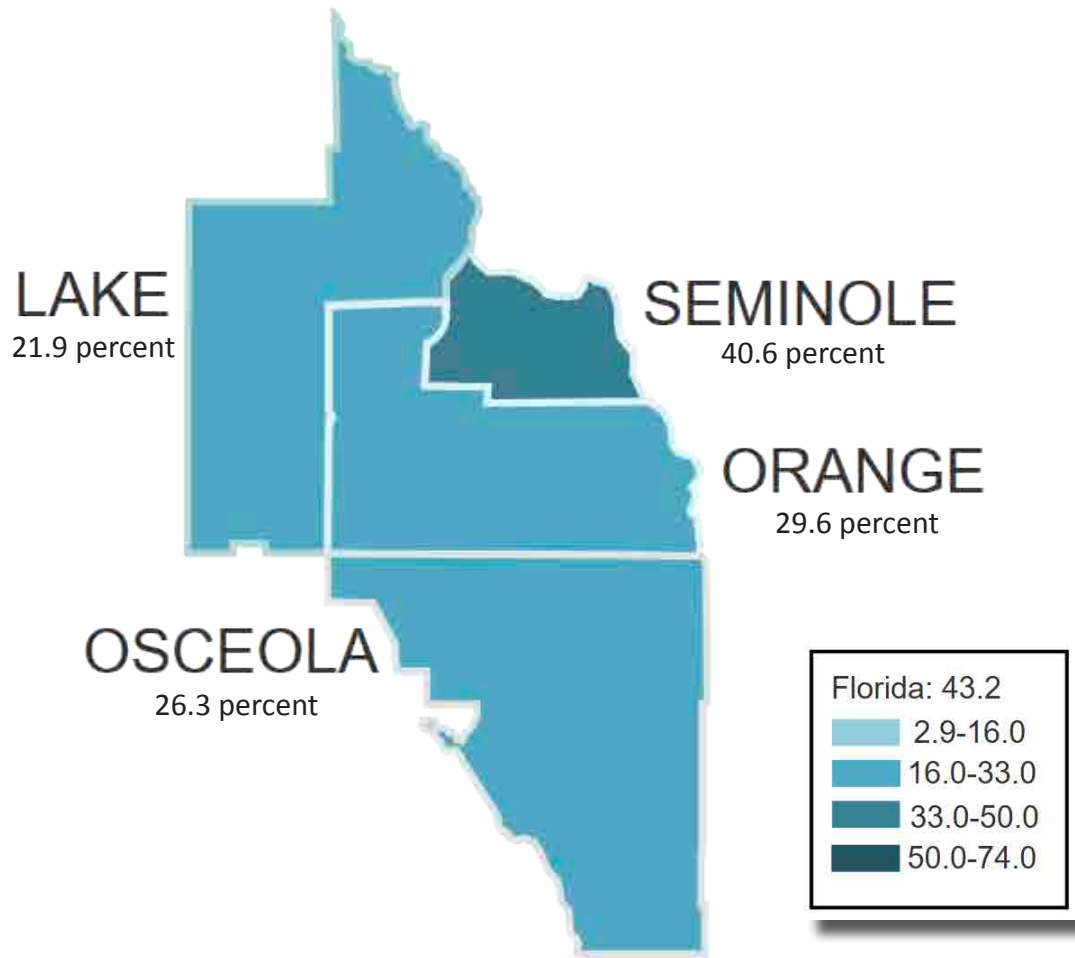 LAKE
21.9 percent
SEMINOLE
40.6 percent
ORANGE
29.6 percent
OSCEOLA
26.3 percent
Florida: 43.2
2.9-16.0
16.0-33.0
33.0-50.0
50.0-74.0